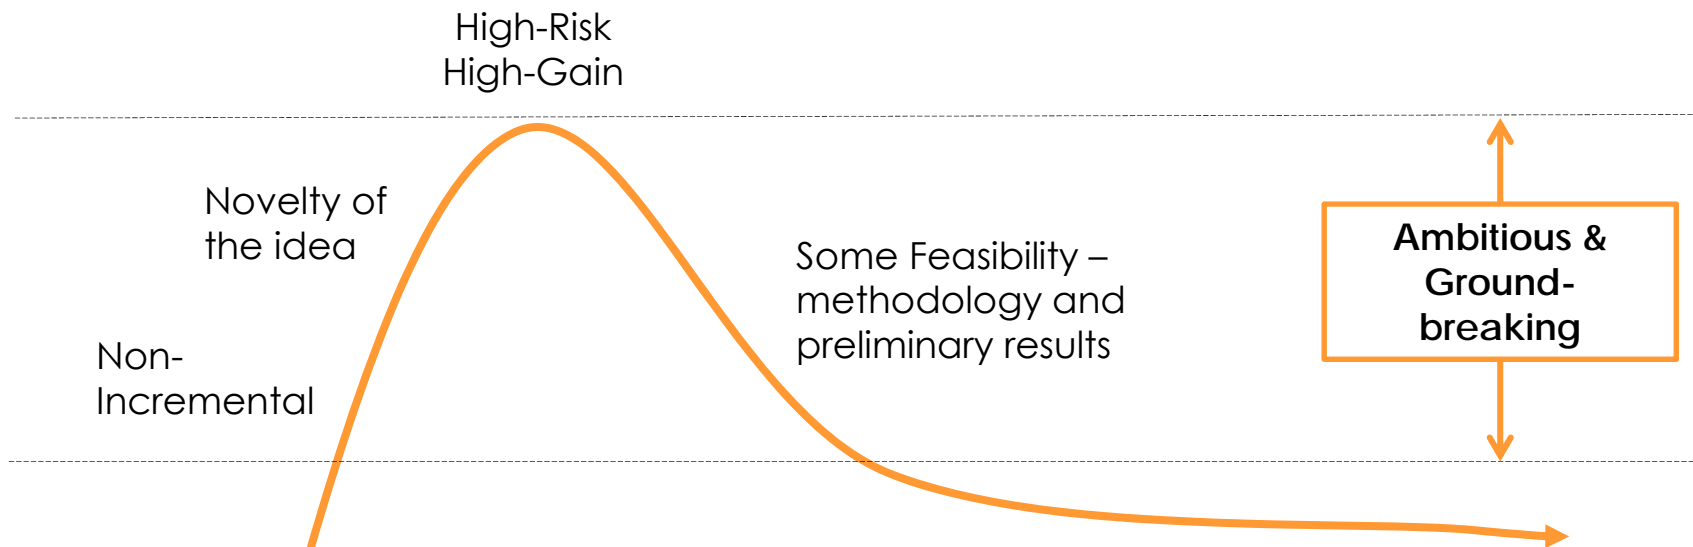 High-Risk
High-Gain
Novelty of
the idea
Non-
Incremental
Some Feasibility –
methodology and
preliminary results
Ambitious &
Ground-
breaking